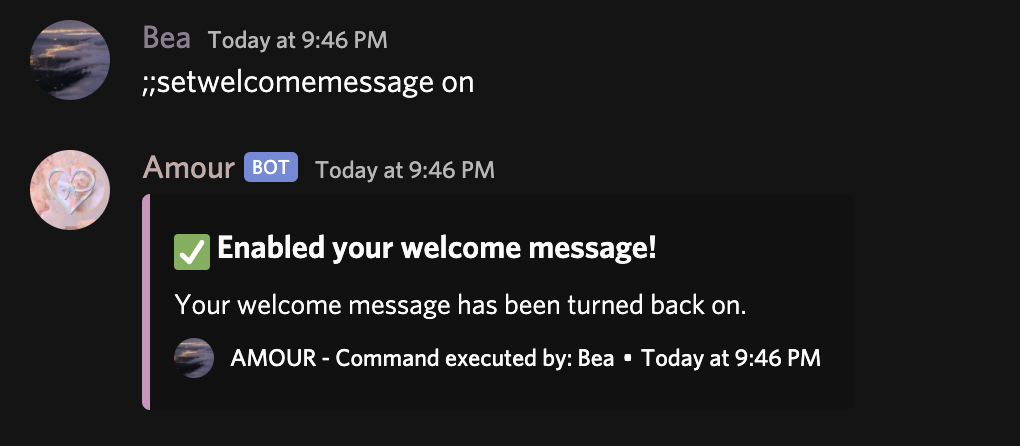 Bea Today at 9:46 PM
;;setwelcomemessage on
Amour BOT Today at 9:46 PM
✅ Enabled your welcome message!
Your welcome message has been turned back on.
AMOUR - Command executed by: Bea • Today at 9:46 PM